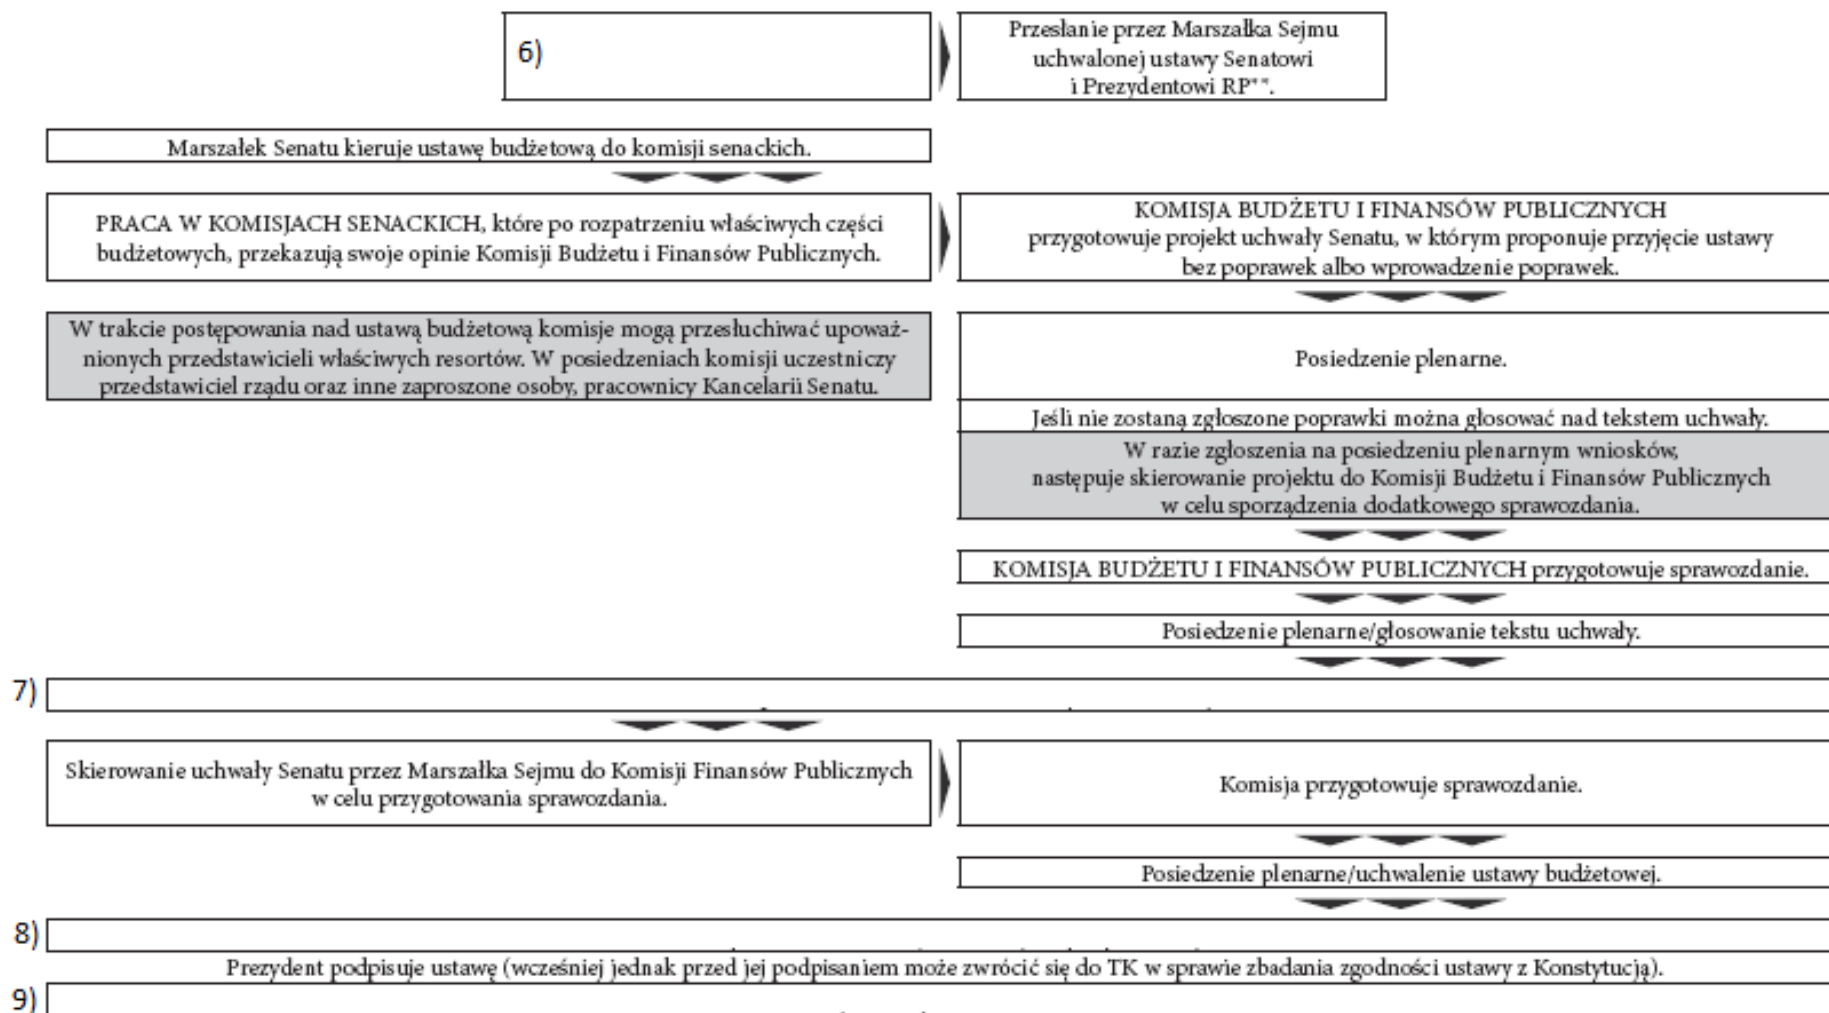 6)
Przesłanie przez Marszałka Sejmu
uchwalonej ustawy Senatowi
i Prezydentowi RP**.
Marszałek Senatu kieruje ustawę budżetową do komisji senackich.
PRACA W KOMISJACH SENACKICH, które po rozpatrzeniu właściwych części
budżetowych, przekazują swoje opinie Komisji Budżetu i Finansów Publicznych.
KOMISJA BUDŻETU I FINANSÓW PUBLICZNYCH
przygotowuje projekt uchwały Senatu, w którym proponuje przyjęcie ustawy
bez poprawek albo wprowadzenie poprawek.
W trakcie postępowania nad ustawą budżetową komisje mogą przesłuchiwać upoważ-
nionych przedstawicieli właściwych resortów. W posiedzeniach komisji uczestniczy
przedstawiciel rządu oraz inne zaproszone osoby, pracownicy Kancelarii Senatu.
Posiedzenie plenarne.
Jeśli nie zostaną zgłoszone poprawki można głosować nad tekstem uchwały.
W razie zgłoszenia na posiedzeniu plenarnym wniosków,
następuje skierowanie projektu do Komisji Budżetu i Finansów Publicznych
w celu sporządzenia dodatkowego sprawozdania.
KOMISJA BUDŻETU I FINANSÓW PUBLICZNYCH przygotowuje sprawozdanie.
Posiedzenie plenarne/głosowanie tekstu uchwały.
7)
Skierowanie uchwały Senatu przez Marszałka Sejmu do Komisji Finansów Publicznych
w celu przygotowania sprawozdania.
Komisja przygotowuje sprawozdanie.
Posiedzenie plenarne/uchwalenie ustawy budżetowej.
8)
Prezydent podpisuje ustawę (wcześniej jednak przed jej podpisaniem może zwrócić się do TK w sprawie zbadania zgodności ustawy z Konstytucją).
9)